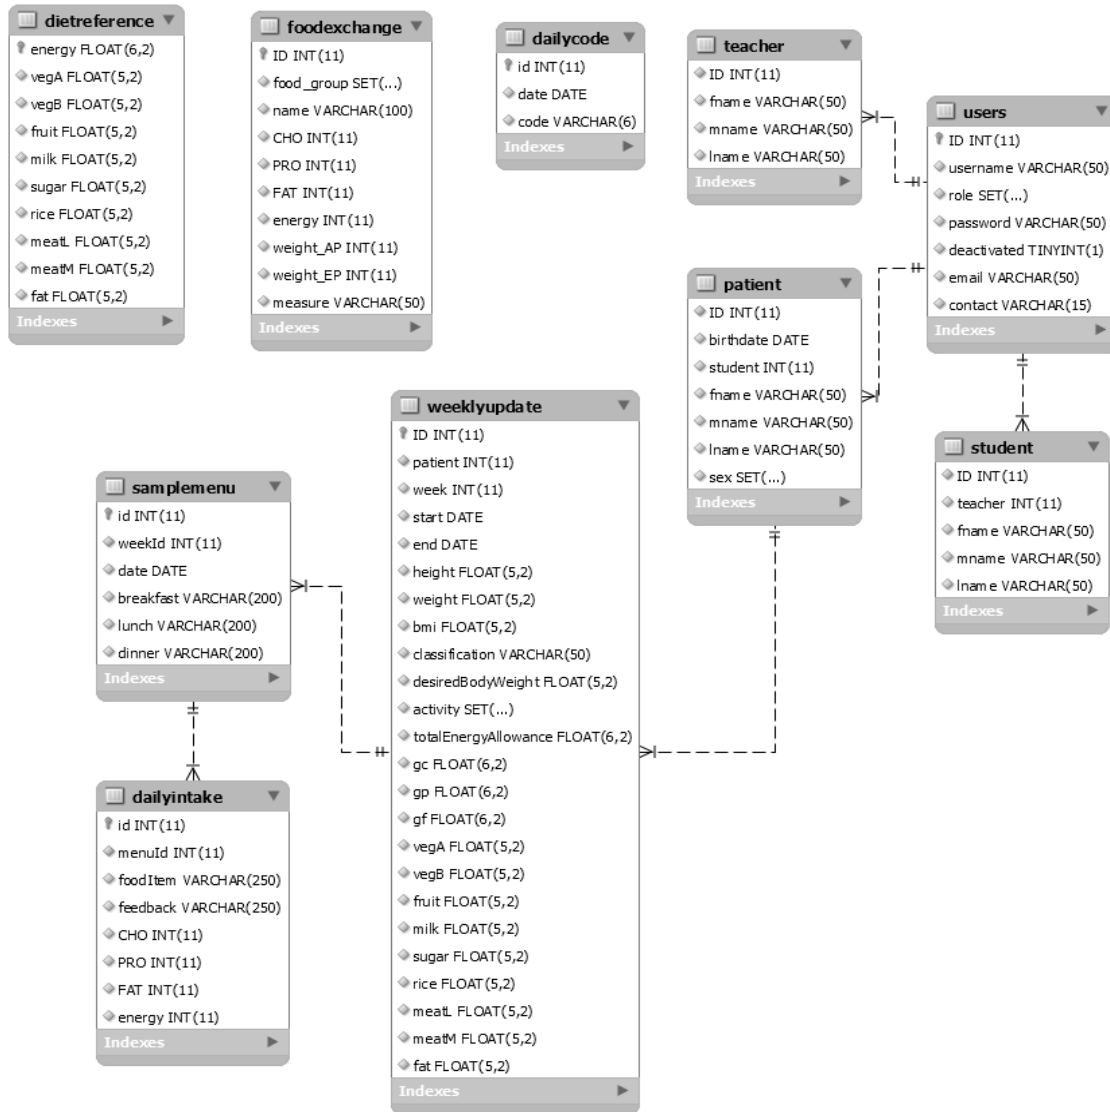 dietreference
energy FLOAT(6,2)
vegA FLOAT(5,2)
vegB FLOAT(5,2)
fruit FLOAT(5,2)
milk FLOAT(5,2)
sugar FLOAT(5,2)
rice FLOAT(5,2)
meatL FLOAT(5,2)
meatM FLOAT(5,2)
fat FLOAT(5,2)
Indexes
foodexchange
ID INT(11)
food_group SET(...)
name VARCHAR(100)
CHO INT(11)
PRO INT(11)
FAT INT(11)
energy INT(11)
weight_AP INT(11)
weight_EP INT(11)
measure VARCHAR(50)
Indexes
dailycode
id INT(11)
date DATE
code VARCHAR(6)
Indexes
teacher
ID INT(11)
fname VARCHAR(50)
mname VARCHAR(50)
lname VARCHAR(50)
Indexes
users
ID INT(11)
username VARCHAR(50)
role SET(...)
password VARCHAR(50)
deactivated TINYINT(1)
email VARCHAR(50)
contact VARCHAR(15)
Indexes
patient
ID INT(11)
birthdate DATE
student INT(11)
fname VARCHAR(50)
mname VARCHAR(50)
lname VARCHAR(50)
sex SET(...)
Indexes
student
ID INT(11)
teacher INT(11)
fname VARCHAR(50)
mname VARCHAR(50)
lname VARCHAR(50)
Indexes
weeklyupdate
ID INT(11)
patient INT(11)
week INT(11)
start DATE
end DATE
height FLOAT(5,2)
weight FLOAT(5,2)
bmi FLOAT(5,2)
classification VARCHAR(50)
desiredBodyWeight FLOAT(5,2)
activity SET(...)
totalEnergyAllowance FLOAT(6,2)
gc FLOAT(6,2)
gp FLOAT(6,2)
gf FLOAT(6,2)
vegA FLOAT(5,2)
vegB FLOAT(5,2)
fruit FLOAT(5,2)
milk FLOAT(5,2)
sugar FLOAT(5,2)
rice FLOAT(5,2)
meatL FLOAT(5,2)
meatM FLOAT(5,2)
fat FLOAT(5,2)
Indexes
samplemenu
id INT(11)
weekId INT(11)
date DATE
breakfast VARCHAR(200)
lunch VARCHAR(200)
dinner VARCHAR(200)
Indexes
dailyintake
id INT(11)
menuId INT(11)
foodItem VARCHAR(250)
feedback VARCHAR(250)
CHO INT(11)
PRO INT(11)
FAT INT(11)
energy INT(11)
Indexes